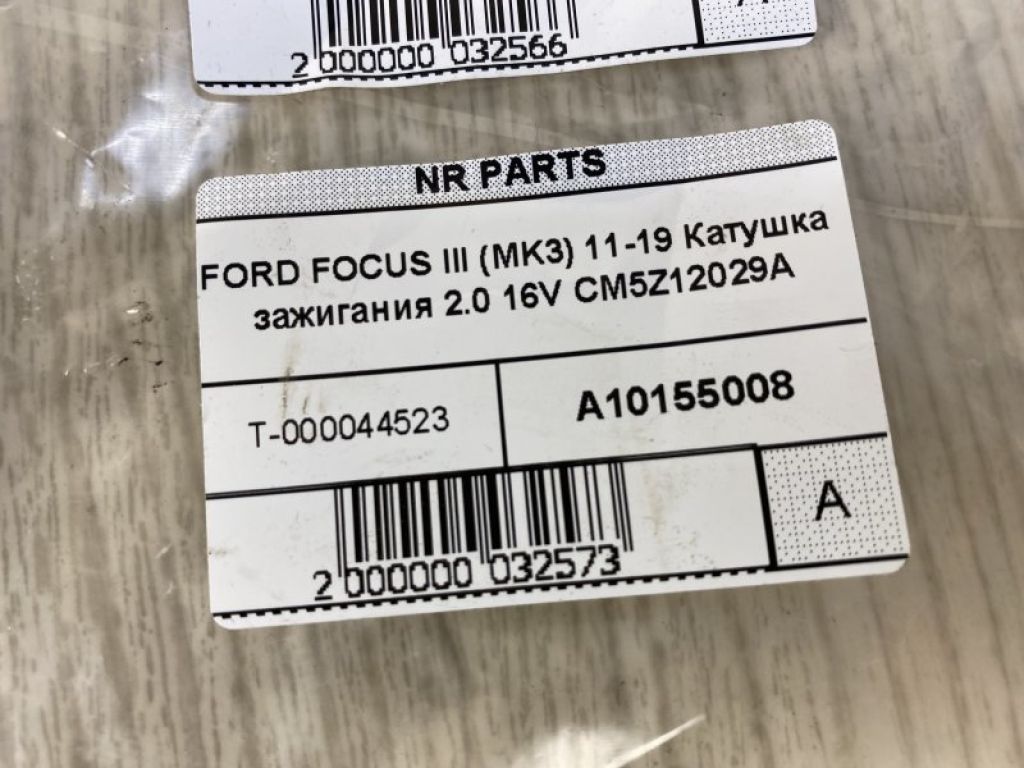 2 000000 032566
NR PARTS
FORD FOCUS III (MK3) 11-19 Катушка
зажигания 2.0 16V CM5Z12029A
T-000044523
A10155008
A
2 000000 032573